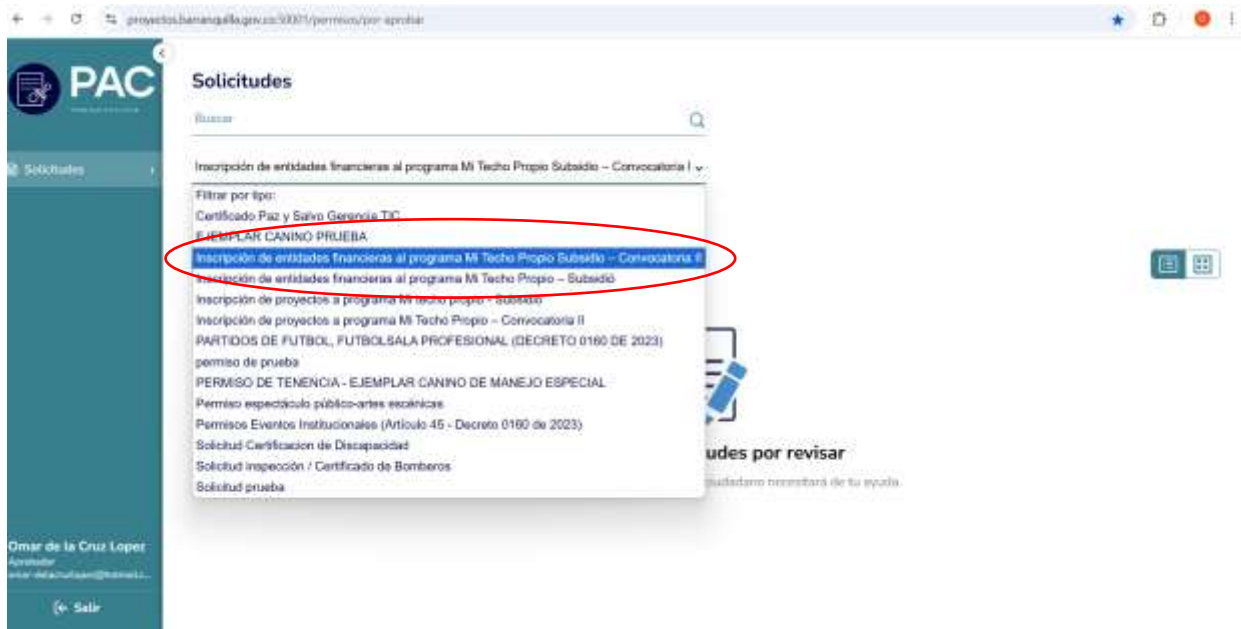 proyectos.barranquilla.gov.co:50001/permisos/por-aprobar
PAC
Solicitudes
Buscar
Solicitudes
Inscripción de entidades financieras al programa Mi Techo Propio Subsidio – Convocatoria I
Filtrar por tipo:
Certificado Paz y Salvo Gerencia TIC
EJEMPLAR CANINO PRUEBA
Inscripción de entidades financieras al programa Mi Techo Propio Subsidio – Convocatoria II
Inscripción de entidades financieras al programa Mi Techo Propio – Subsidió
Inscripción de proyectos a programa Mi techo propio - Subsidio
Inscripción de proyectos a programa Mi Techo Propio – Convocatoria II
PARTIDOS DE FUTBOL, FUTBOLSALA PROFESIONAL (DECRETO 0160 DE 2023)
permiso de prueba
PERMISO DE TENENCIA - EJEMPLAR CANINO DE MANEJO ESPECIAL
Permiso espectáculo público-artes escénicas
Permisos Eventos Institucionales (Artículo 45 - Decreto 0160 de 2023)
Solicitud Certificacion de Discapacidad
Solicitud inspección / Certificado de Bomberos
Solicitud prueba
udes por revisar
ciudadano necesitará de tu ayuda.
Omar de la Cruz Lopez
Aprobador
Salir